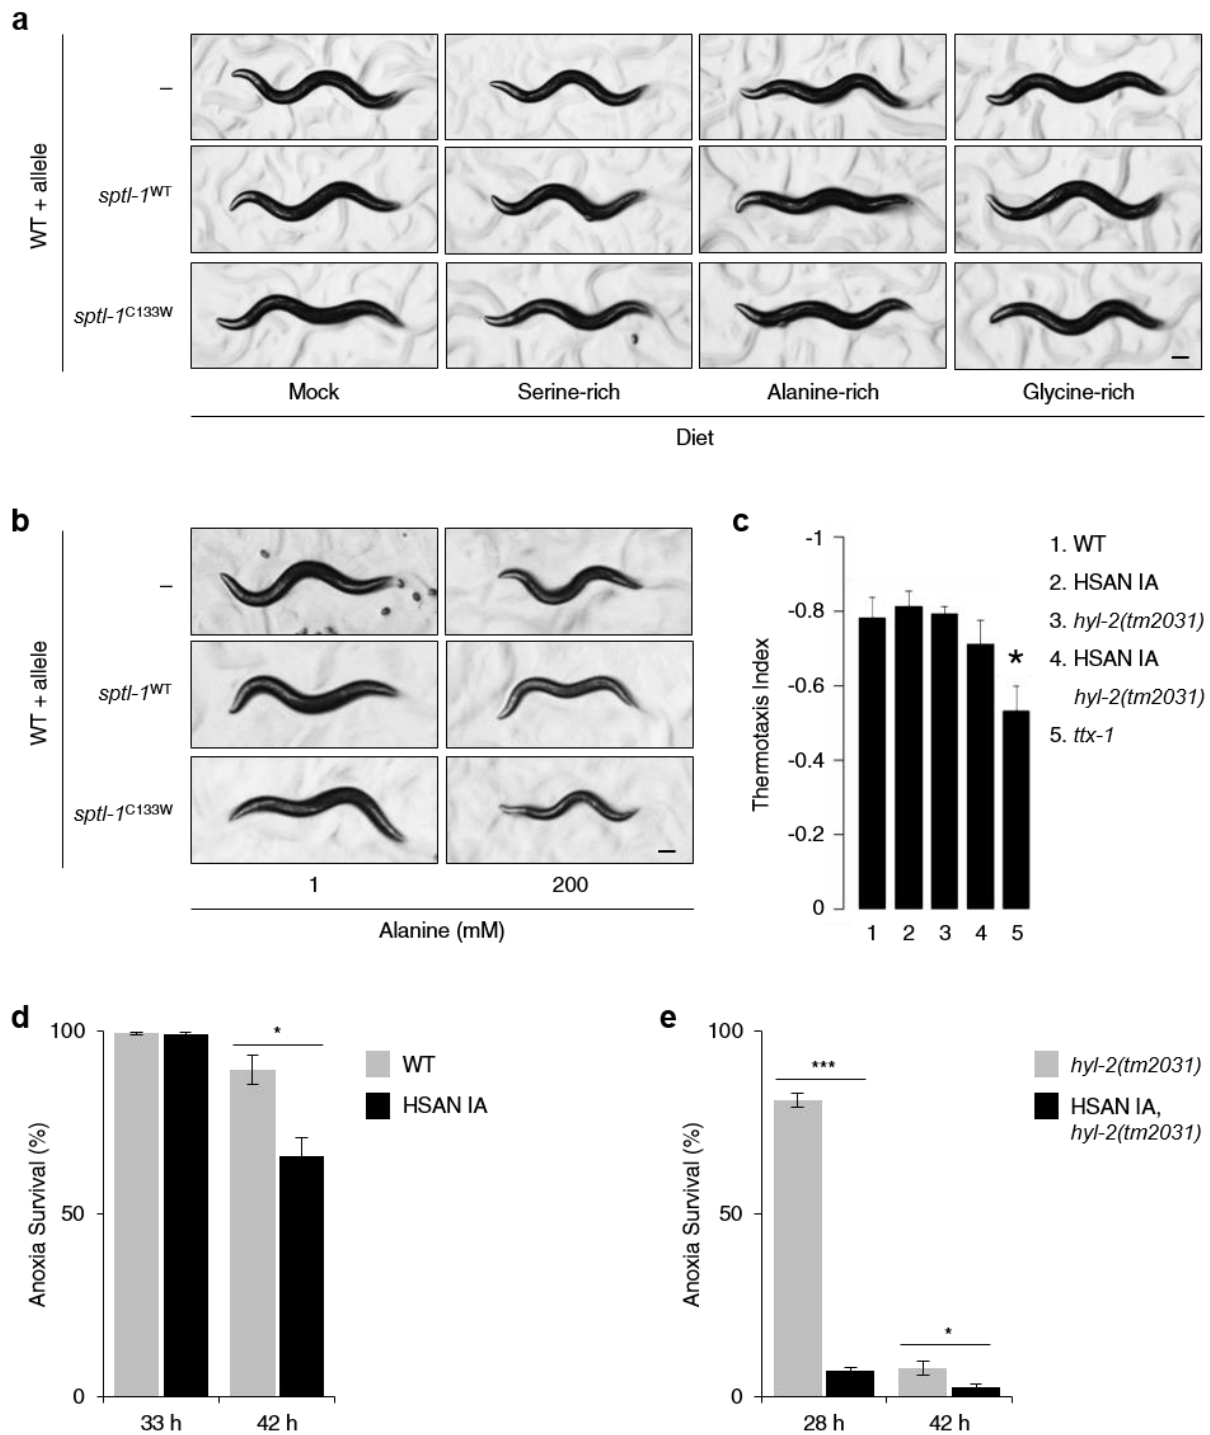 a
WT + allele
–
sptl-1WT
sptl-1C133W
Mock
Serine-rich
Alanine-rich
Glycine-rich
Diet
b
WT + allele
–
sptl-1WT
sptl-1C133W
1
200
Alanine (mM)
c
Thermotaxis Index
-1
-0.8
-0.6
-0.4
-0.2
0
*
1 2 3 4 5
1. WT
2. HSAN IA
3. hyl-2(tm2031)
4. HSAN IA
hyl-2(tm2031)
5. ttx-1
d
Anoxia Survival (%)
100
50
0
*
33 h
42 h
WT
HSAN IA
e
Anoxia Survival (%)
100
50
0
***
*
28 h
42 h
hyl-2(tm2031)
HSAN IA,
hyl-2(tm2031)